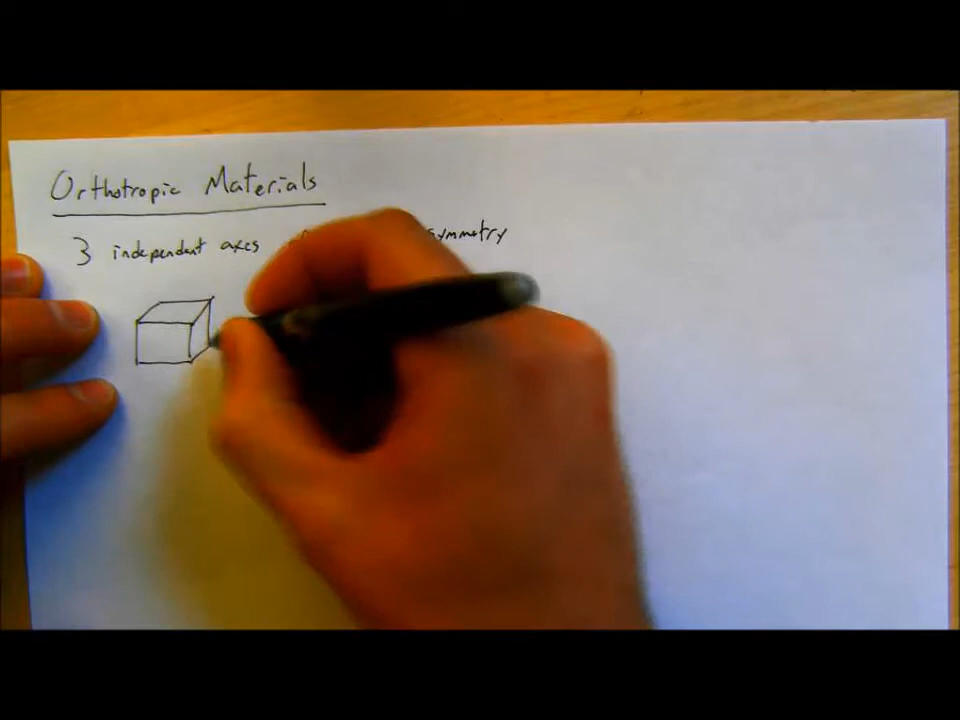 Orthotropic Materials
3 independent axes symmetry